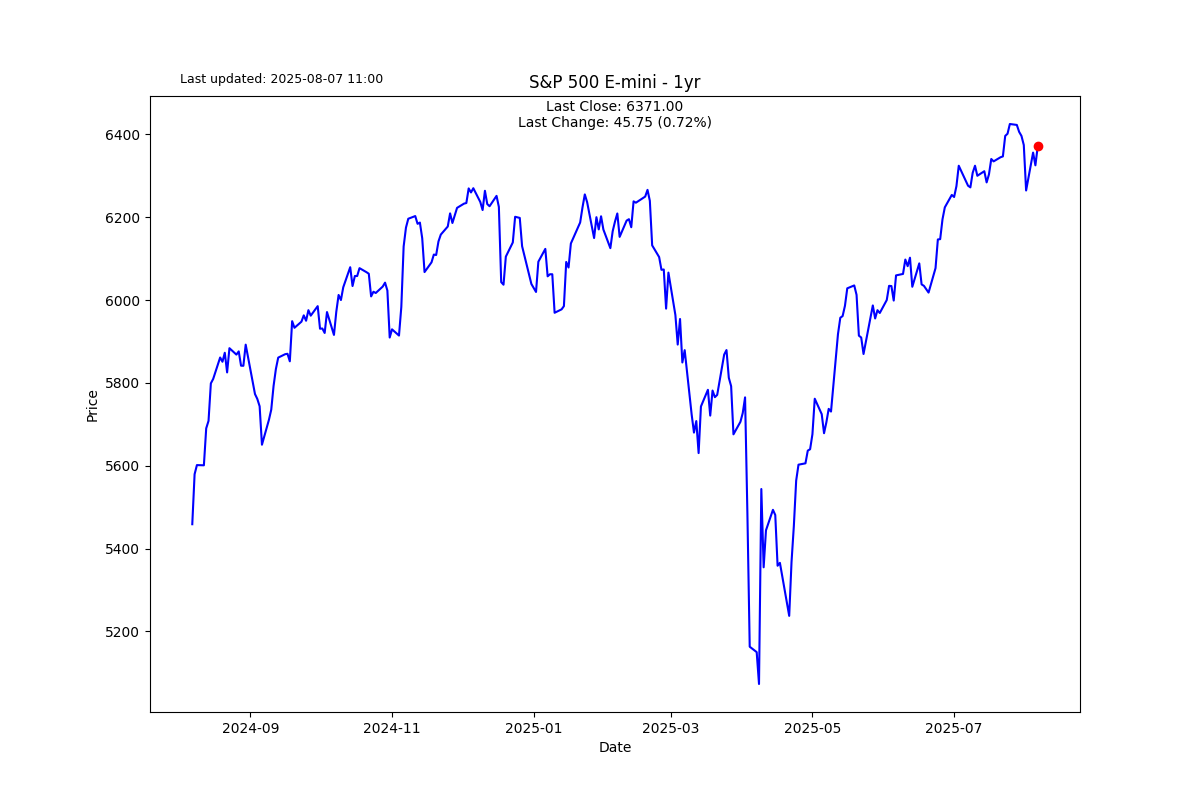 Last updated: 2025-08-07 11:00
S&P 500 E-mini - 1yr
Last Close: 6371.00
Last Change: 45.75 (0.72%)
6400
6200
6000
5800
5600
5400
5200
Price
2024-09
2024-11
2025-01
2025-03
2025-05
2025-07
Date